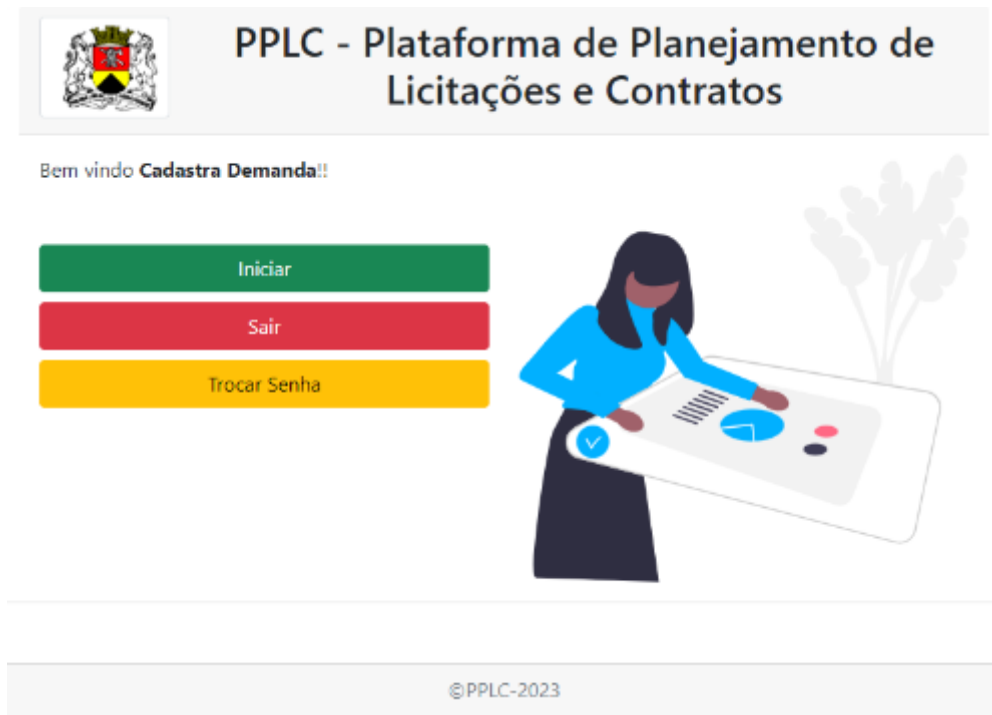 PPLC - Plataforma de Planejamento de
Licitações e Contratos
Bem vindo Cadastra Demanda!!
Iniciar
Sair
Trocar Senha
©PPLC-2023